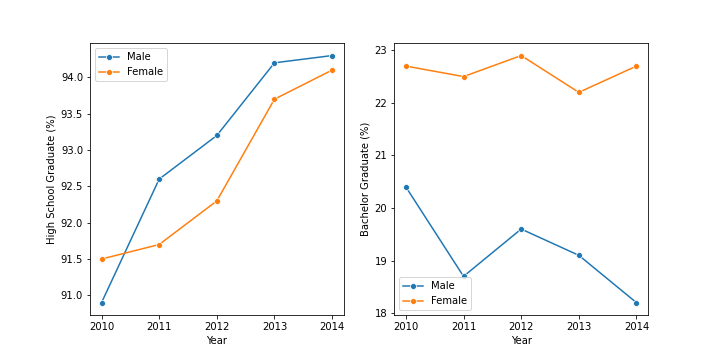 Male
Female
High School Graduate (%)
94.0
93.5
93.0
92.5
92.0
91.5
91.0
2010 2011 2012 2013 2014
Year
Bachelor Graduate (%)
23
22
21
20
19
18
Male
Female
2010 2011 2012 2013 2014
Year